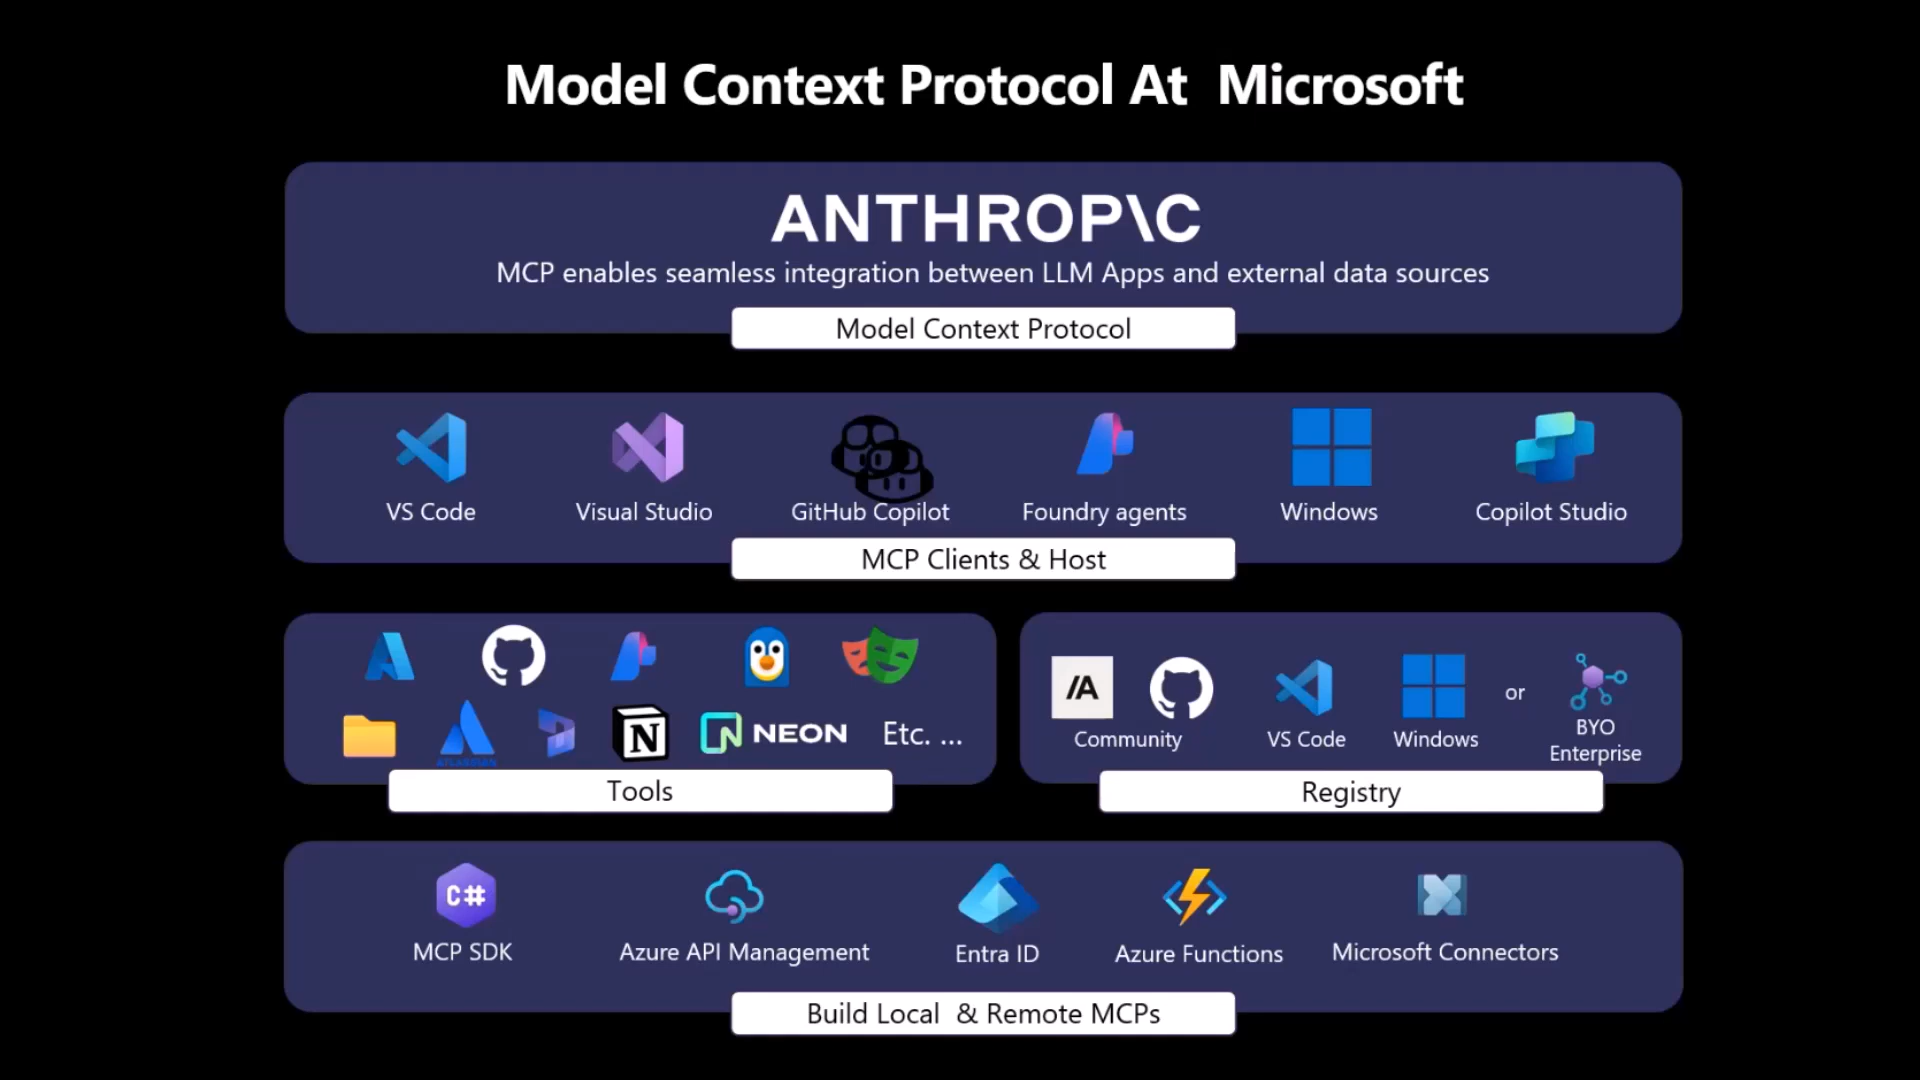 Model Context Protocol At  Microsoft
ANTHROP\C
MCP enables seamless integration between LLM Apps and external data sources
Model Context Protocol
VS Code
Visual Studio
GitHub Copilot
Foundry agents
Windows
Copilot Studio
MCP Clients & Host
ATLASSIAN
N
NEON
Etc. ...
Tools
/A
Community
VS Code
Windows
or
BYO
Enterprise
Registry
C#
MCP SDK
Azure API Management
Entra ID
Azure Functions
Microsoft Connectors
Build Local  & Remote MCPs